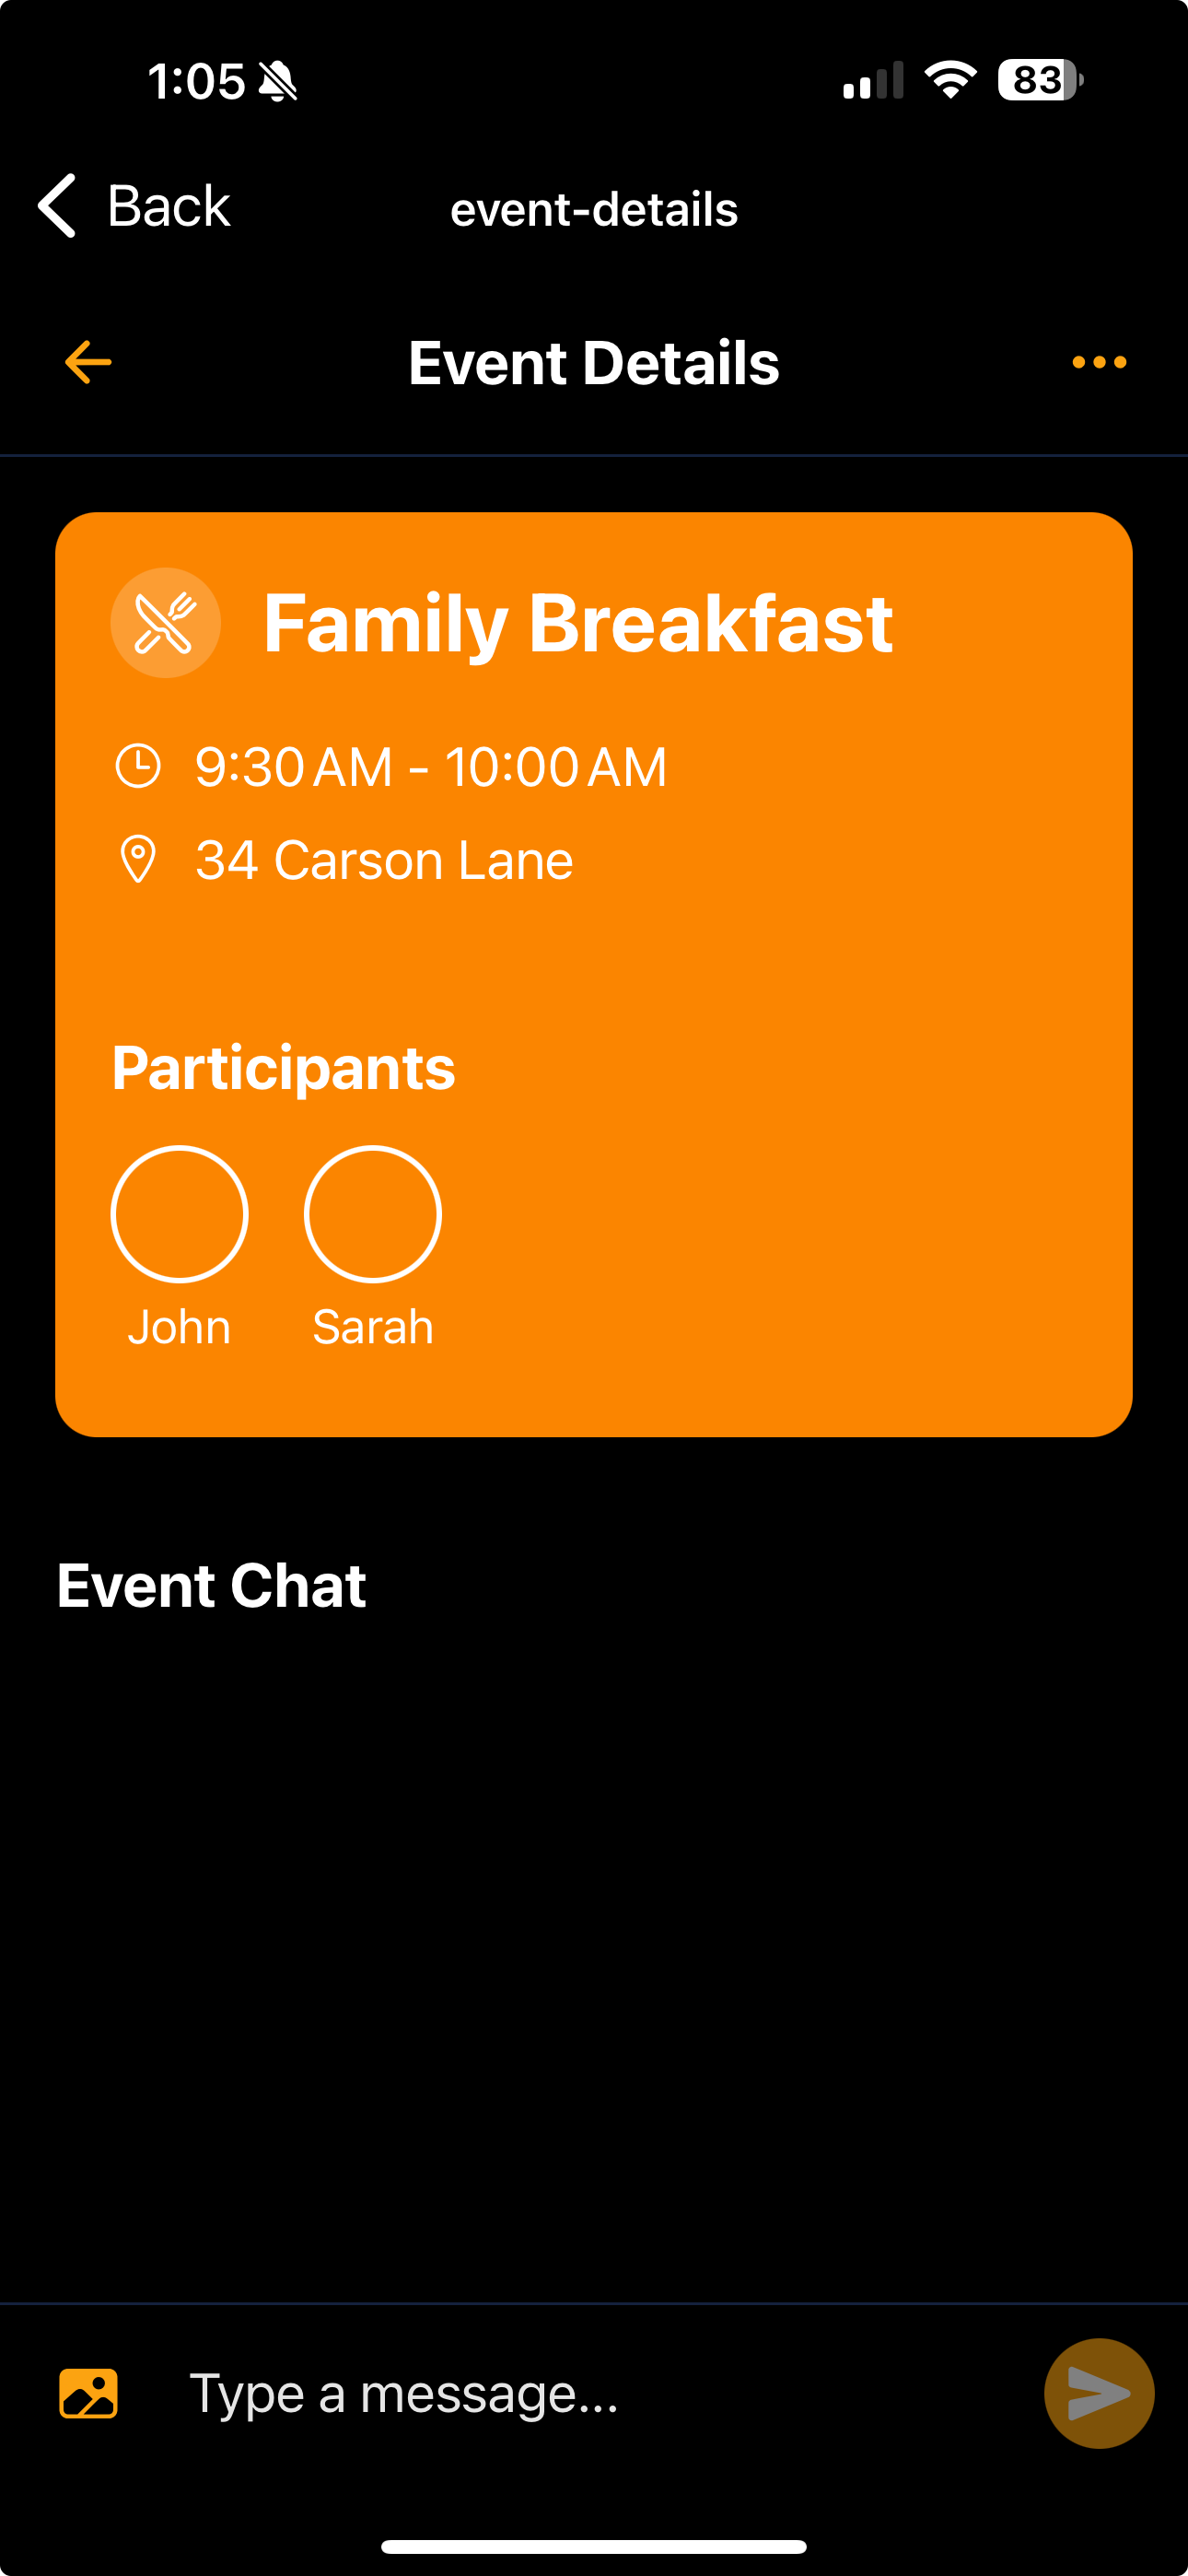 1:05
83
Back
event-details
Event Details
Family Breakfast
9:30 AM - 10:00 AM
34 Carson Lane
Participants
John
Sarah
Event Chat
Type a message...